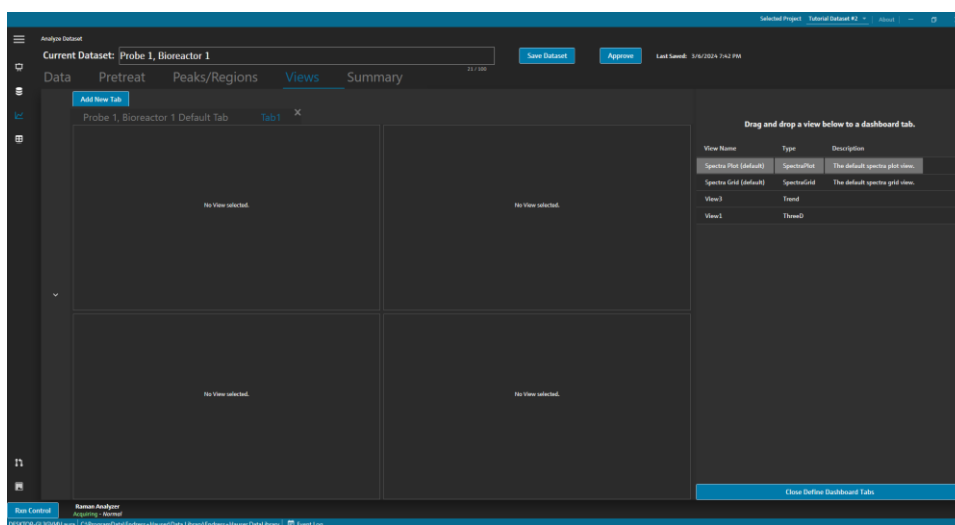 Selected Project Tutorial Dataset #2 About
Analyze Dataset
Current Dataset: Probe 1, Bioreactor 1 Save Dataset Approve Last Saved: 5/6/2024 7:42 PM
Data Pretreat Peaks/Regions Views Summary
Add New Tab
Probe 1, Bioreactor 1 Default Tab Tab1 X
Drag and drop a view below to a dashboard tab.
View Name Type Description
Spectra Plot (default) SpectraPlot The default spectra plot view.
Spectra Grid (default) SpectraGrid The default spectra grid view.
View3 Trend
View1 ThreeD
No View selected. No View selected.
No View selected. No View selected.
Close Define Dashboard Tabs
Run Control Raman Analyzer
Acquiring - Normal
Event Log